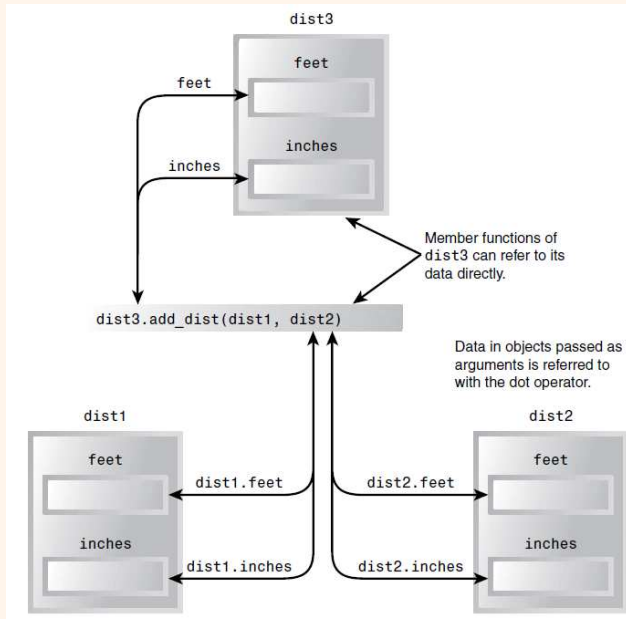 dist3
feet
feet
inches
inches
Member functions of
dist3 can refer to its
data directly.
dist3.add_dist(dist1, dist2)
Data in objects passed as
arguments is referred to
with the dot operator.
dist1
dist2
feet
feet
dist1.feet
dist2.feet
inches
inches
dist1.inches
dist2.inches